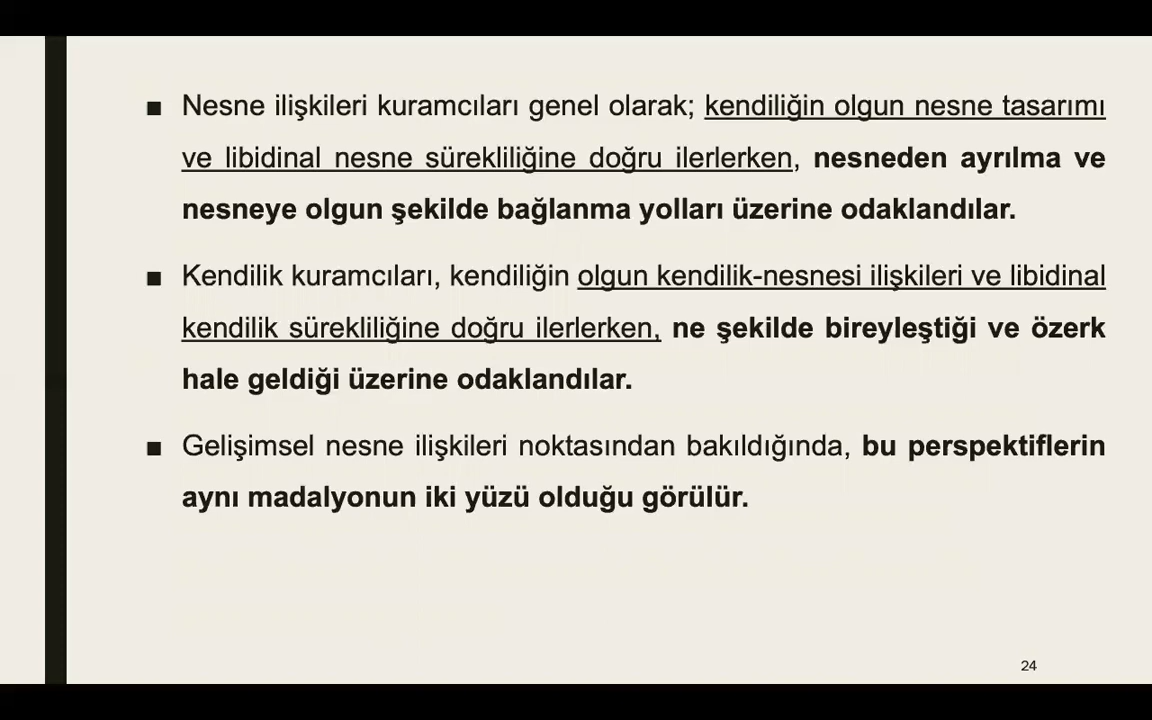 ■ Nesne ilişkileri kuramcıları genel olarak; kendiliğin olgun nesne tasarımı
ve libidinal nesne sürekliliğine doğru ilerlerken, nesneden ayrılma ve
nesneye olgun şekilde bağlanma yolları üzerine odaklandılar.
■ Kendilik kuramcıları, kendiliğin olgun kendilik-nesnesi ilişkileri ve libidinal
kendilik sürekliliğine doğru ilerlerken, ne şekilde bireyleştiği ve özerk
hale geldiği üzerine odaklandılar.
■ Gelişimsel nesne ilişkileri noktasından bakıldığında, bu perspektiflerin
aynı madalyonun iki yüzü olduğu görülür.
24